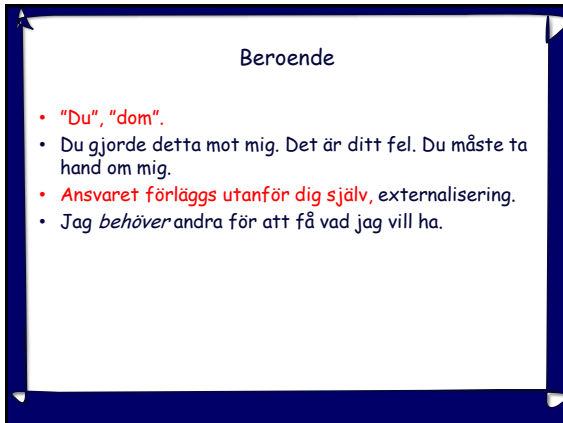 Beroende
• "Du", "dom".
• Du gjorde detta mot mig. Det är ditt fel. Du måste ta
hand om mig.
• Ansvaret förläggs utanför dig själv, externalisering.
• Jag behöver andra för att få vad jag vill ha.